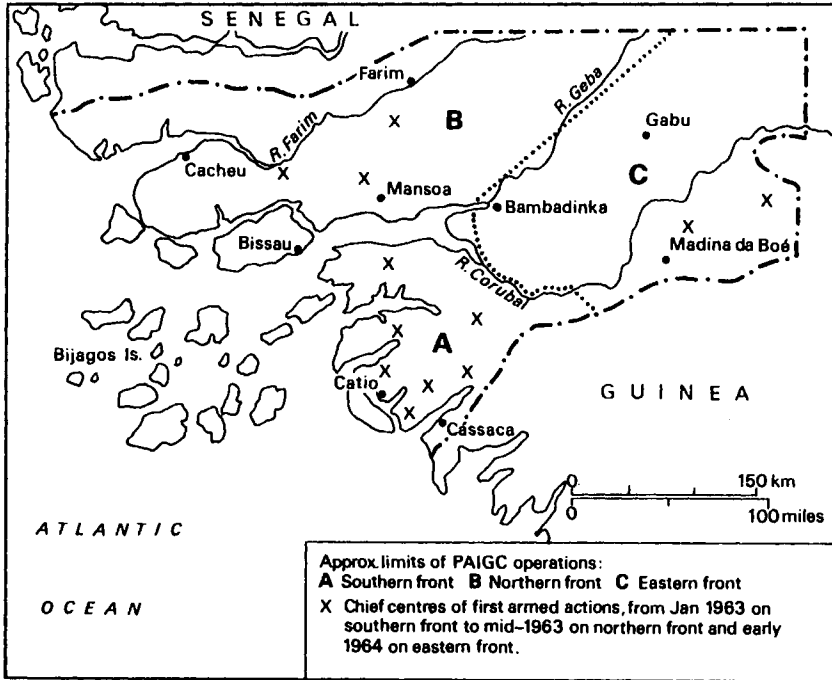 SENEGAL
Farim
R. Farim
B
R. Geba
Gabu
C
Cacheu
Mansoa
Bambadinka
Bissau
Madina da Boé
X
X
X
X
X
X
R. Corubal
X
X
A
Bijagos Is.
X
X
X
X
Catio
Cassaca
GUINEA
0 150 km
0 100 miles
ATLANTIC
OCEAN
Approx. limits of PAIGC operations:
A Southern front B Northern front C Eastern front
X Chief centres of first armed actions, from Jan 1963 on
southern front to mid–1963 on northern front and early
1964 on eastern front.